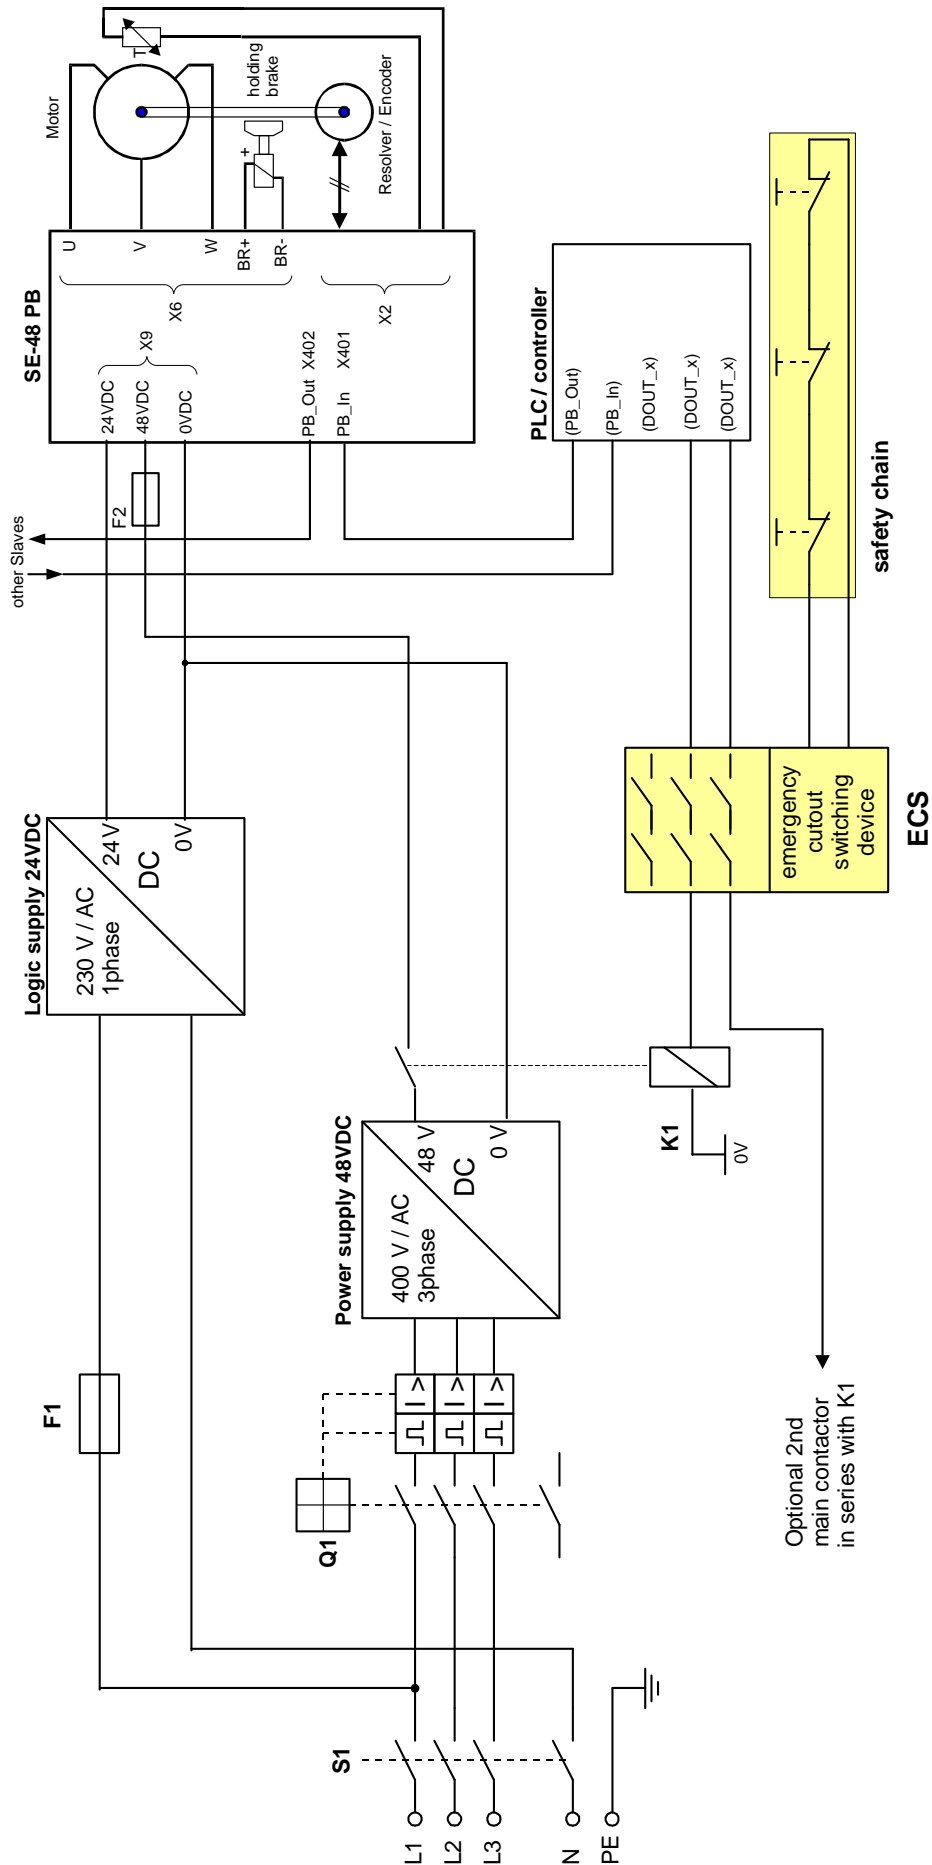 SE-48 PB
Motor
T
holding
brake
+
Resolver / Encoder
U
V
W
BR+
BR-
X6
X2
24VDC
48VDC
0VDC
X9
PB_Out X402
PB_In X401
F2
other Slaves
PLC / controller
(PB_Out)
(PB_In)
(DOUT_x)
(DOUT_x)
(DOUT_x)
safety chain
Logic supply 24VDC
230 V / AC
1phase
24V
DC
0V
emergency
cutout
switching
device
ECS
Power supply 48VDC
400 V / AC
3phase
48 V
DC
0 V
K1
0V
F1
I >
I >
I >
Q1
Optional 2nd
main contactor
in series with K1
S1
L1
L2
L3
N
PE